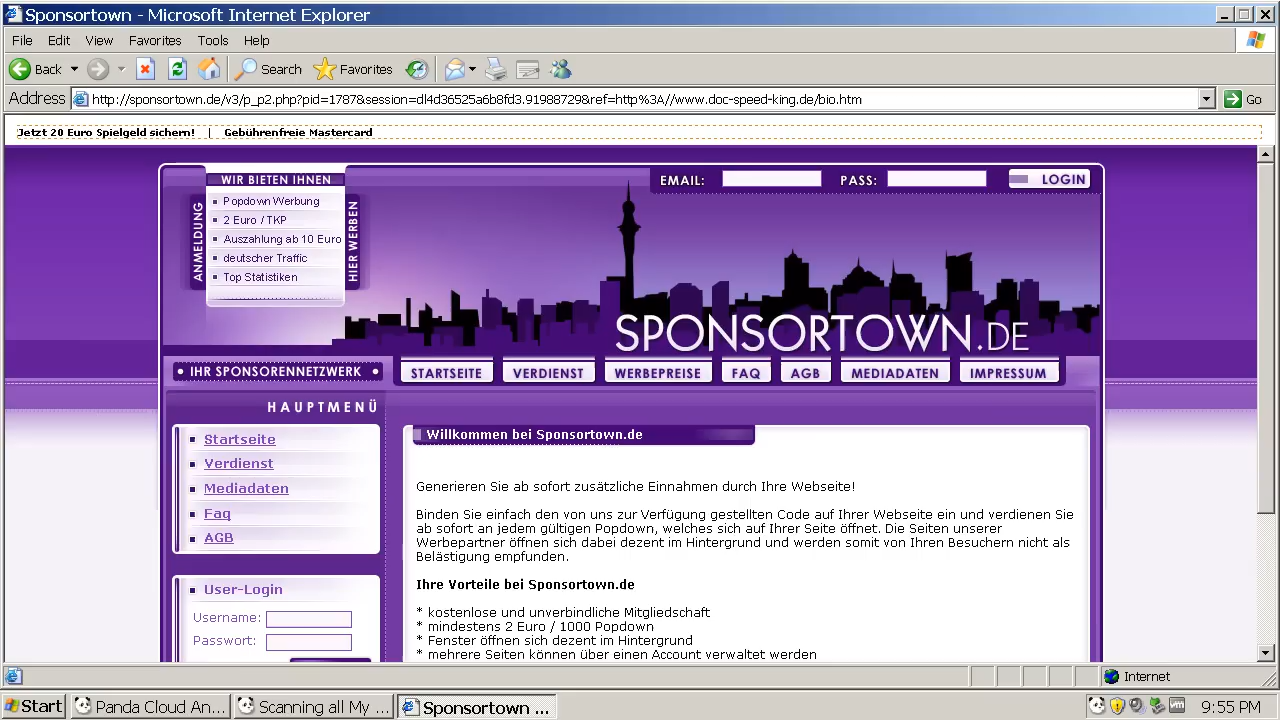 Sponsortown - Microsoft Internet Explorer
File Edit View Favorites Tools Help
Back Search Favorites
Address http://sponsortown.de/v3/p_p2.php?pid=1787&session=dl4d36525a6b8fd3.91988729&ref=http%3A//www.doc-speed-king.de/bio.htm Go
Jetzt 20 Euro Spielgeld sichern! | Gebührenfreie Mastercard
WIR BIETEN IHNEN
EMAIL: PASS: LOGIN
ANMELDUNG
Popdown Werbung
2 Euro / TKP
Auszahlung ab 10 Euro
deutscher Traffic
Top Statistiken
HIER WERBEN
SPONSORTOWN.DE
IHR SPONSORENNETZWERK
STARTSEITE VERDIENST WERBEPREISE FAQ AGB MEDIADATEN IMPRESSUM
HAUPTMENÜ
Startseite
Verdienst
Mediadaten
Faq
AGB
User-Login
Username:
Passwort:
Willkommen bei Sponsortown.de
Generieren Sie ab sofort zusätzliche Einnahmen durch Ihre Webseite!
Binden Sie einfach den von uns zur Verfügung gestellten Code auf Ihrer Webseite ein und verdienen Sie
ab sofort an jedem gültigen Popdown, welches sich auf Ihrer Seite öffnet. Die Seiten unserer
Werbepartner öffnen sich dabei dezent im Hintergrund und werden somit von Ihren Besuchern nicht als
Belästigung empfunden.
Ihre Vorteile bei Sponsortown.de
* kostenlose und unverbindliche Mitgliedschaft
* mindestens 2 Euro / 1000 Popdown
* Fenster öffnen sich dezent im Hintergrund
* mehrere Seiten können über einen Account verwaltet werden
Internet
Start Panda Cloud An... Scanning all My ... Sponsortown ... 9:55 PM